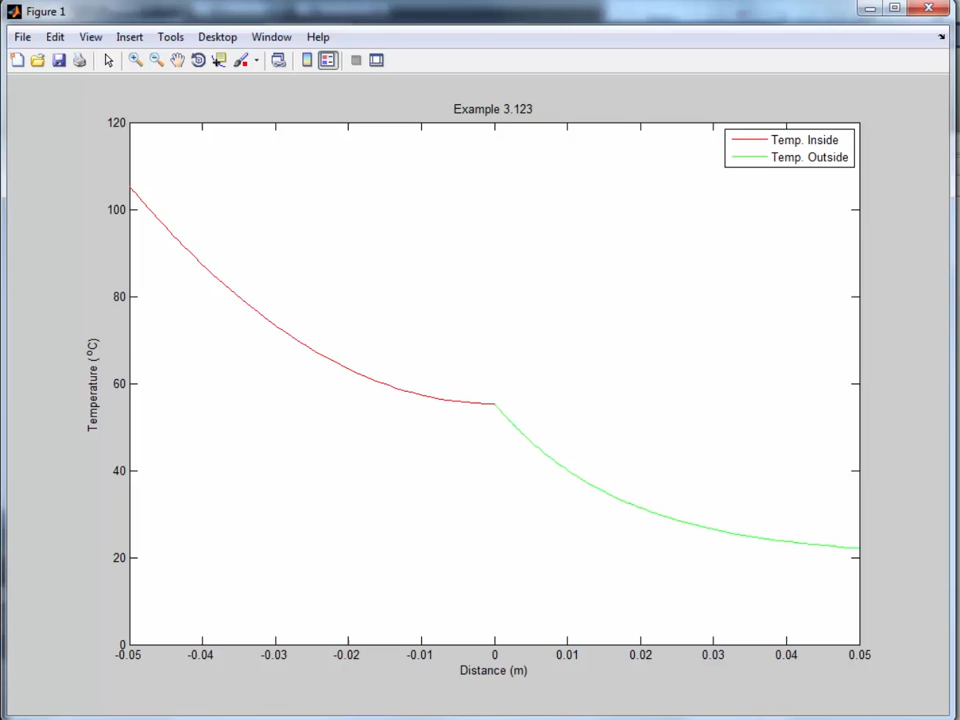 Figure 1
File Edit View Insert Tools Desktop Window Help
Example 3.123
Temp. Inside
Temp. Outside
120
100
80
60
40
20
0
Temperature (°C)
-0.05 -0.04 -0.03 -0.02 -0.01 0 0.01 0.02 0.03 0.04 0.05
Distance (m)